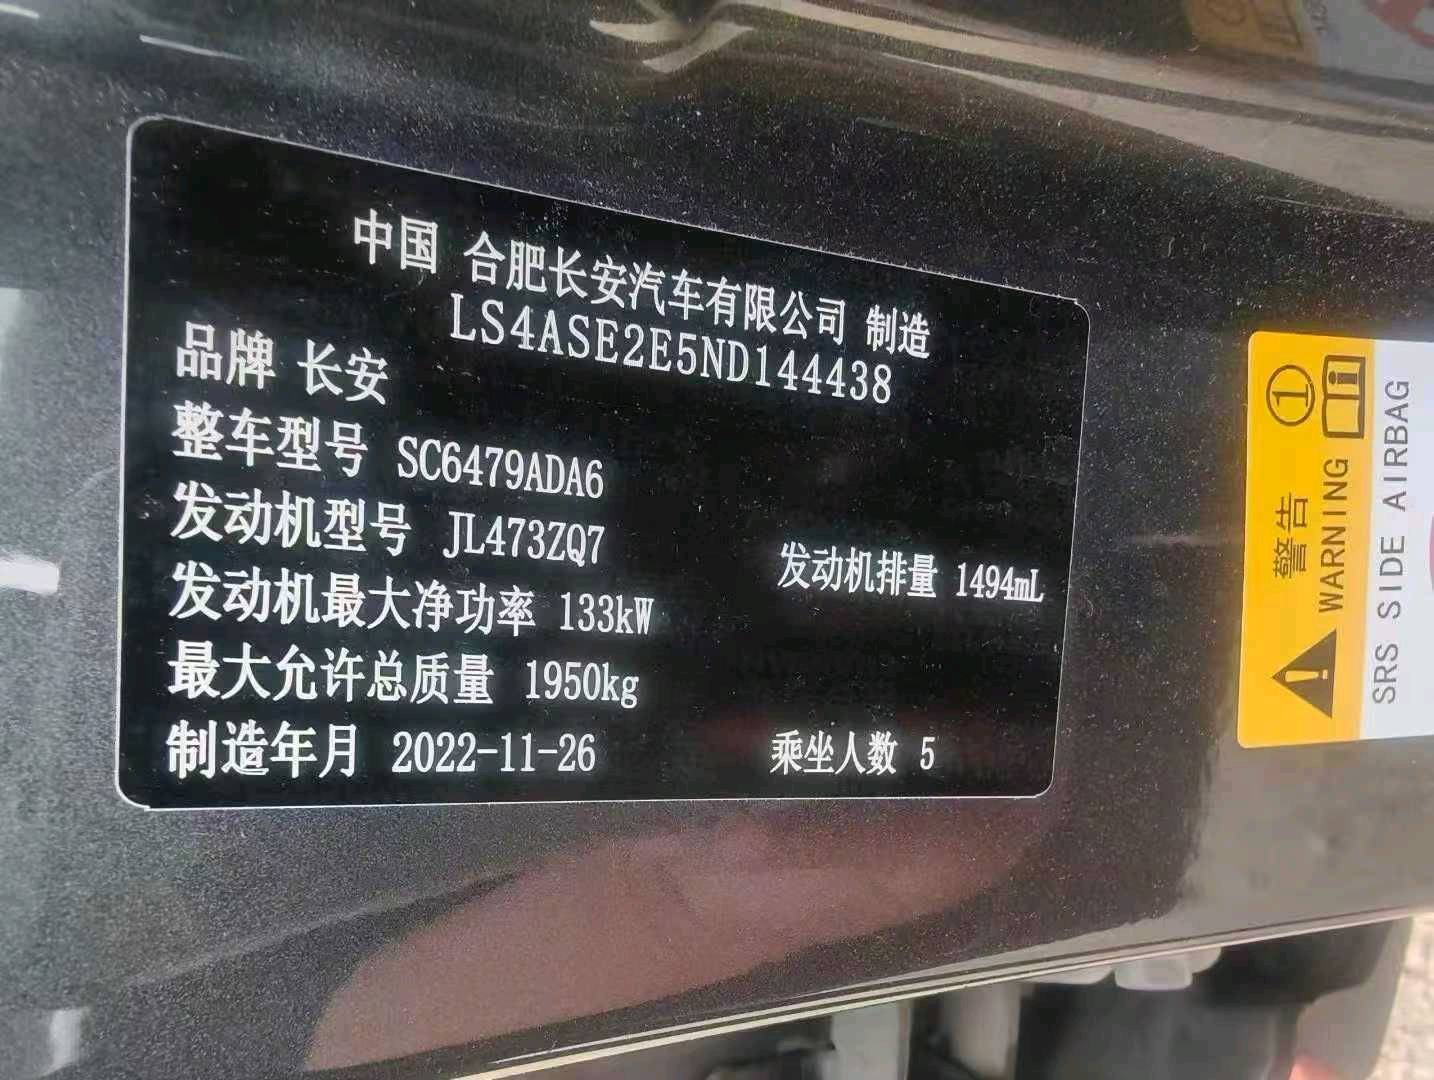 中国 合肥长安汽车有限公司 制造
LS4ASE2E5ND144438
品牌 长安
整车型号 SC6479ADA6
发动机型号 JL473ZQ7
发动机排量 1494mL
发动机最大净功率 133kW
最大允许总质量 1950kg
制造年月 2022-11-26
乘坐人数 5
1
警告
WARNING
SRS SIDE AIRBAG